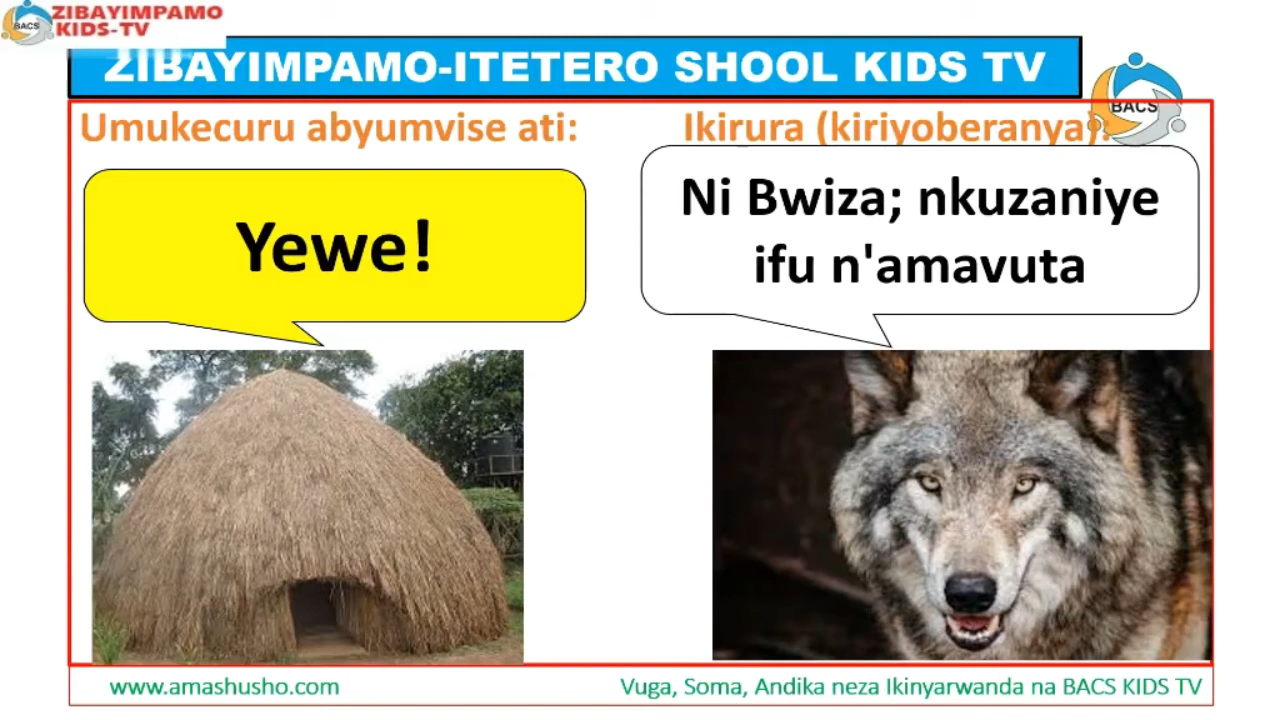 ZIBAYIMPAMO
KIDS-TV
BACS
ZIBAYIMPAMO-ITETERO SHOOL KIDS TV
BACS
Umukecuru abyumvise ati:
Ikirura (kiriyoberanya):
Yewe!
Ni Bwiza; nkuzaniye
ifu n'amavuta
www.amashusho.com
Vuga, Soma, Andika neza Ikinyarwanda na BACS KIDS TV